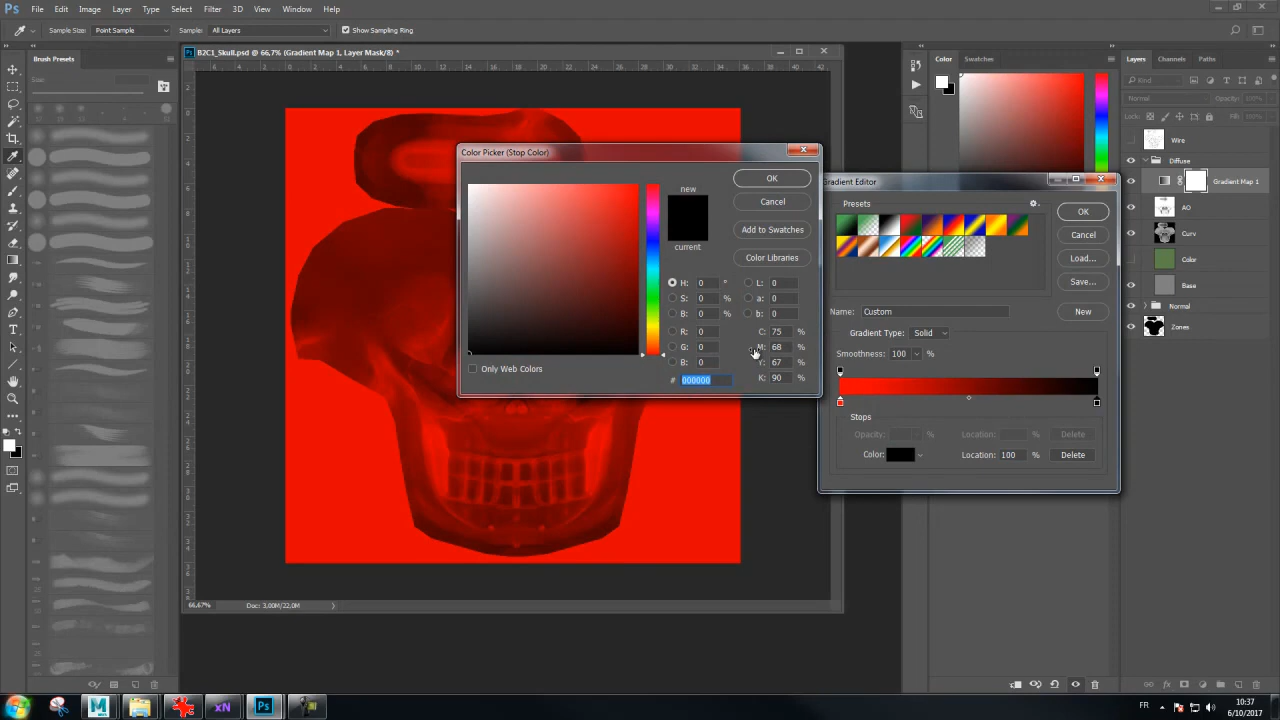 Ps File Edit Image Layer Type Select Filter 3D View Window Help
Sample Size: Point Sample Sample: All Layers Show Sampling Ring
Brush Presets
Size:
B2C1_Skull.psd @ 66,7% (Gradient Map 1, Layer Mask/8) *
Color Swatches
Layers Channels Paths
Kind
Normal Opacity: 100%
Lock: Fill: 100%
Wire
Diffuse
Gradient Map 1
AO
Curv
Color
Base
Normal
Zones
Color Picker (Stop Color)
new
current
OK
Cancel
Add to Swatches
Color Libraries
H: 0 ° L: 0
S: 0 % a: 0
B: 0 % b: 0
R: 0 C: 75 %
G: 0 M: 68 %
B: 0 Y: 67 %
# 000000 K: 90 %
Only Web Colors
Gradient Editor
Presets
OK
Cancel
Load...
Save...
Name: Custom New
Gradient Type: Solid
Smoothness: 100 %
Stops
Opacity: % Location: % Delete
Color: Location: 100 % Delete
66,67% Doc: 3,00M/22,0M
M xN Ps
FR 10:37
6/10/2017